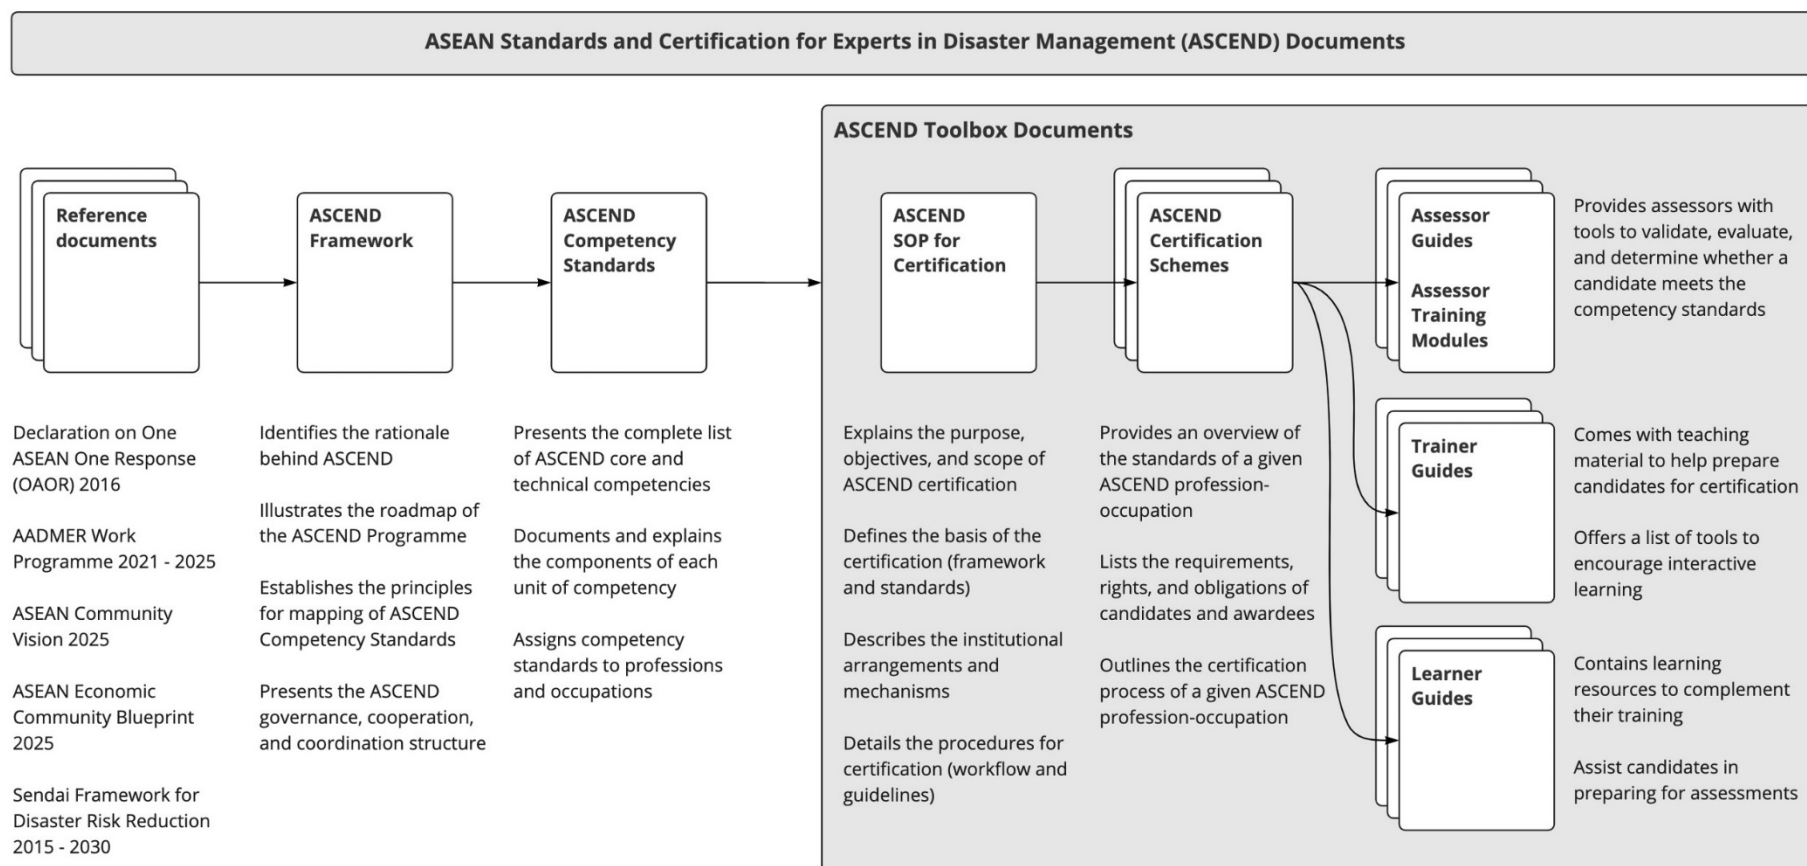 ASEAN Standards and Certification for Experts in Disaster Management (ASCEND) Documents
ASCEND Toolbox Documents
Reference
documents
ASCEND
Framework
ASCEND
Competency
Standards
ASCEND
SOP for
Certification
ASCEND
Certification
Schemes
Assessor
Guides
Assessor
Training
Modules
Provides assessors with
tools to validate, evaluate,
and determine whether a
candidate meets the
competency standards
Declaration on One
ASEAN One Response
(OAOR) 2016
AADMER Work
Programme 2021 - 2025
ASEAN Community
Vision 2025
ASEAN Economic
Community Blueprint
2025
Sendai Framework for
Disaster Risk Reduction
2015 - 2030
Identifies the rationale
behind ASCEND
Illustrates the roadmap of
the ASCEND Programme
Establishes the principles
for mapping of ASCEND
Competency Standards
Presents the ASCEND
governance, cooperation,
and coordination structure
Presents the complete list
of ASCEND core and
technical competencies
Documents and explains
the components of each
unit of competency
Assigns competency
standards to professions
and occupations
Explains the purpose,
objectives, and scope of
ASCEND certification
Defines the basis of the
certification (framework
and standards)
Describes the institutional
arrangements and
mechanisms
Details the procedures for
certification (workflow and
guidelines)
Provides an overview of
the standards of a given
ASCEND profession-
occupation
Lists the requirements,
rights, and obligations of
candidates and awardees
Outlines the certification
process of a given ASCEND
profession-occupation
Trainer
Guides
Comes with teaching
material to help prepare
candidates for certification
Offers a list of tools to
encourage interactive
learning
Learner
Guides
Contains learning
resources to complement
their training
Assist candidates in
preparing for assessments